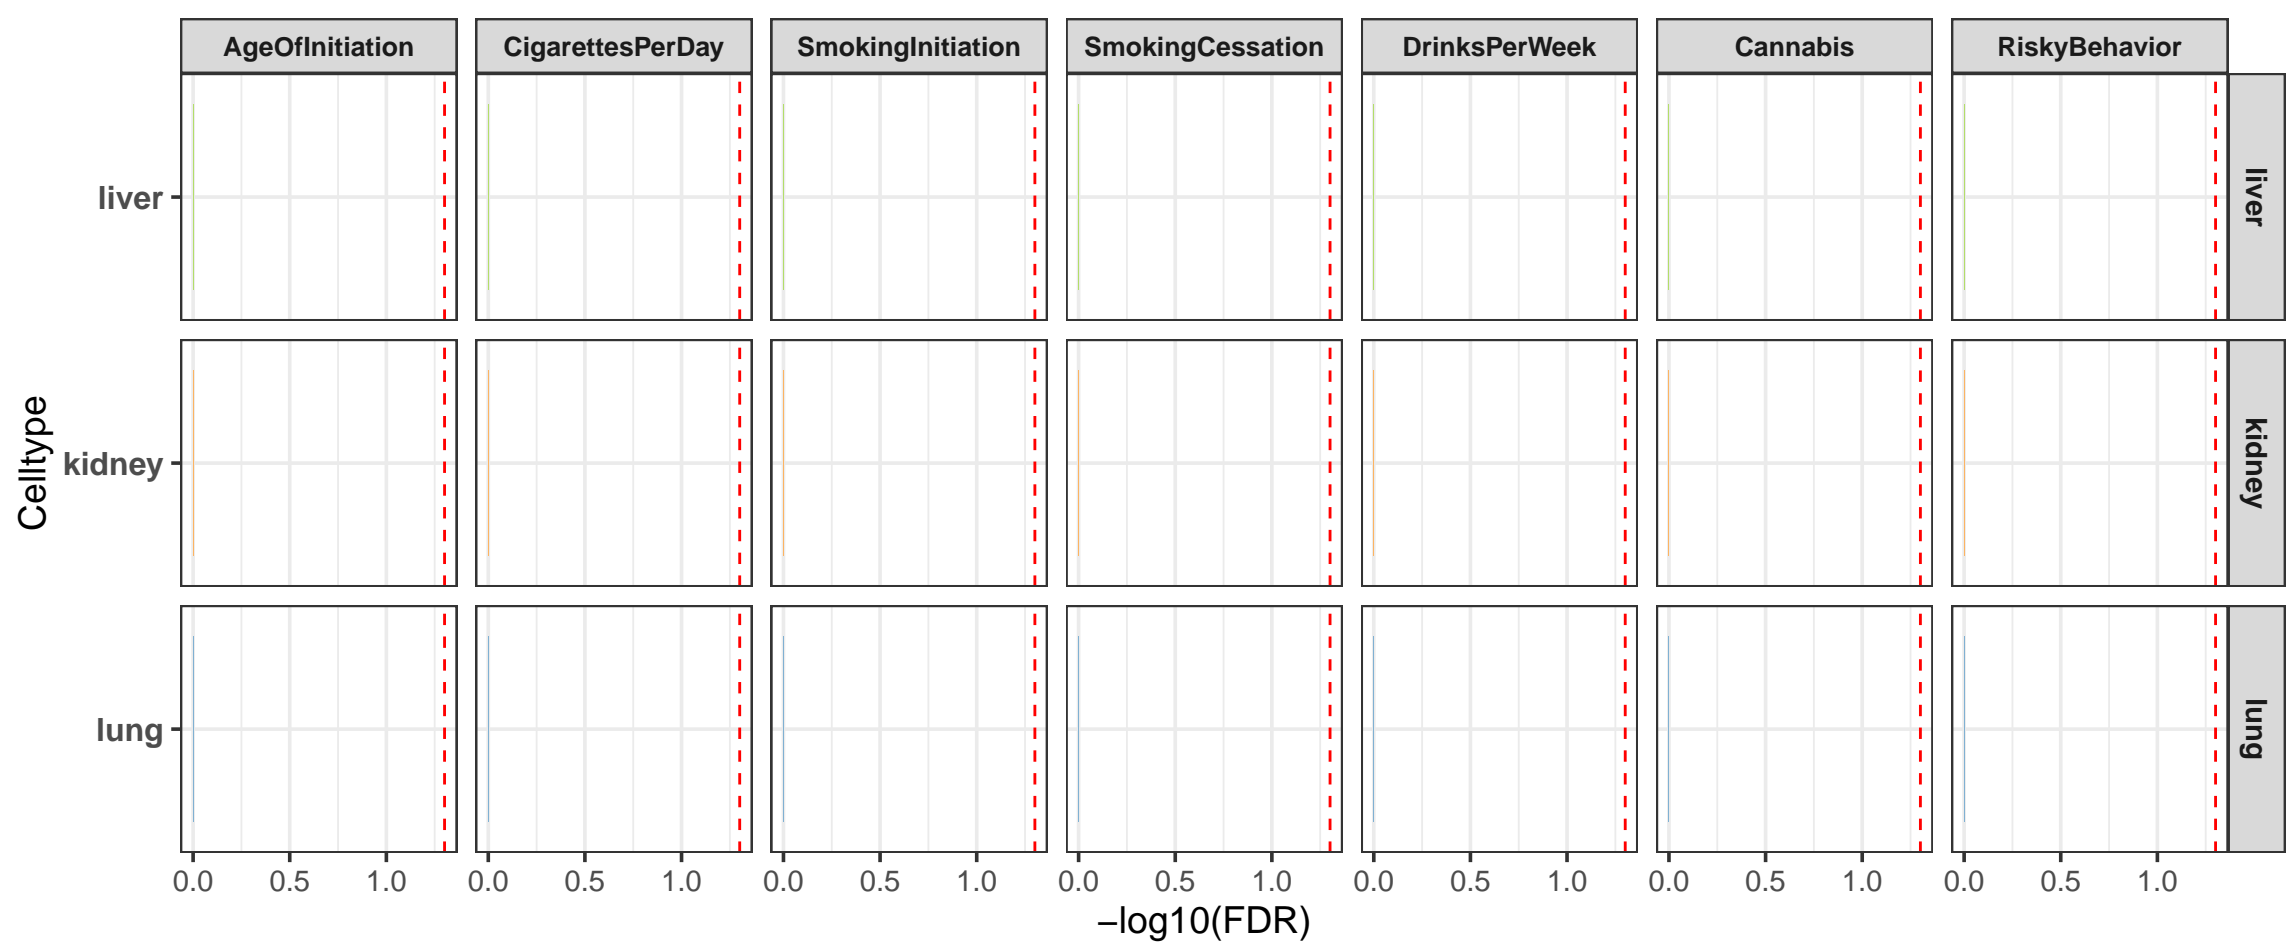 AgeOfInitiation CigarettesPerDay SmokingInitiation SmokingCessation DrinksPerWeek Cannabis RiskyBehavior
liver liver
kidney kidney
Celltype
lung lung
0.0 0.5 1.0 0.0 0.5 1.0 0.0 0.5 1.0 0.0 0.5 1.0 0.0 0.5 1.0 0.0 0.5 1.0 0.0 0.5 1.0
−log10(FDR)